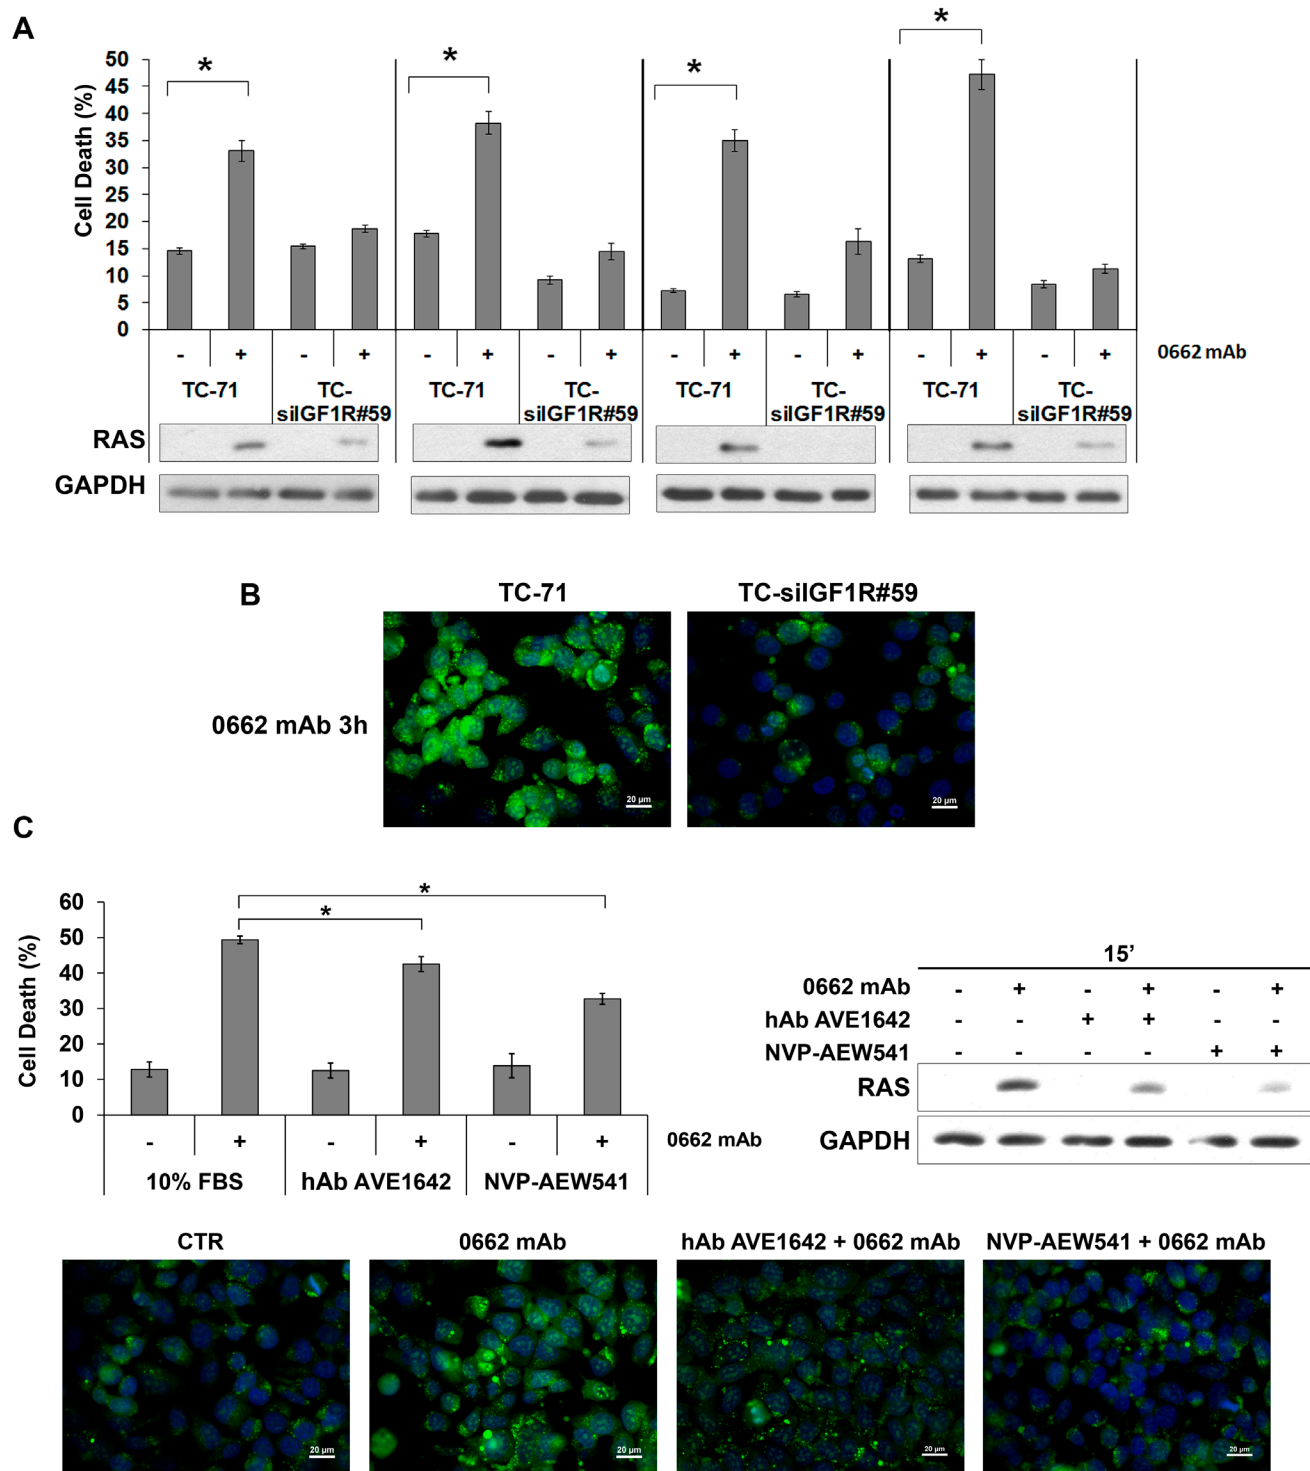 A
* * * *
Cell Death (%)
50
45
40
35
30
25
20
15
10
5
0
- + - + - + - + - + - + - + - + 0662 mAb
TC-71 TC-siIGF1R#59 TC-71 TC-siIGF1R#59 TC-71 TC-siIGF1R#59 TC-71 TC-siIGF1R#59
RAS
GAPDH
B
TC-71 TC-siIGF1R#59
0662 mAb 3h
20 µm 20 µm
C
* *
Cell Death (%)
60
50
40
30
20
10
0
- + - + - + 0662 mAb
10% FBS hAb AVE1642 NVP-AEW541
15’
0662 mAb - + - + - +
hAb AVE1642 - - + + - -
NVP-AEW541 - - - - + +
RAS
GAPDH
CTR 0662 mAb hAb AVE1642 + 0662 mAb NVP-AEW541 + 0662 mAb
20 µm 20 µm 20 µm 20 µm